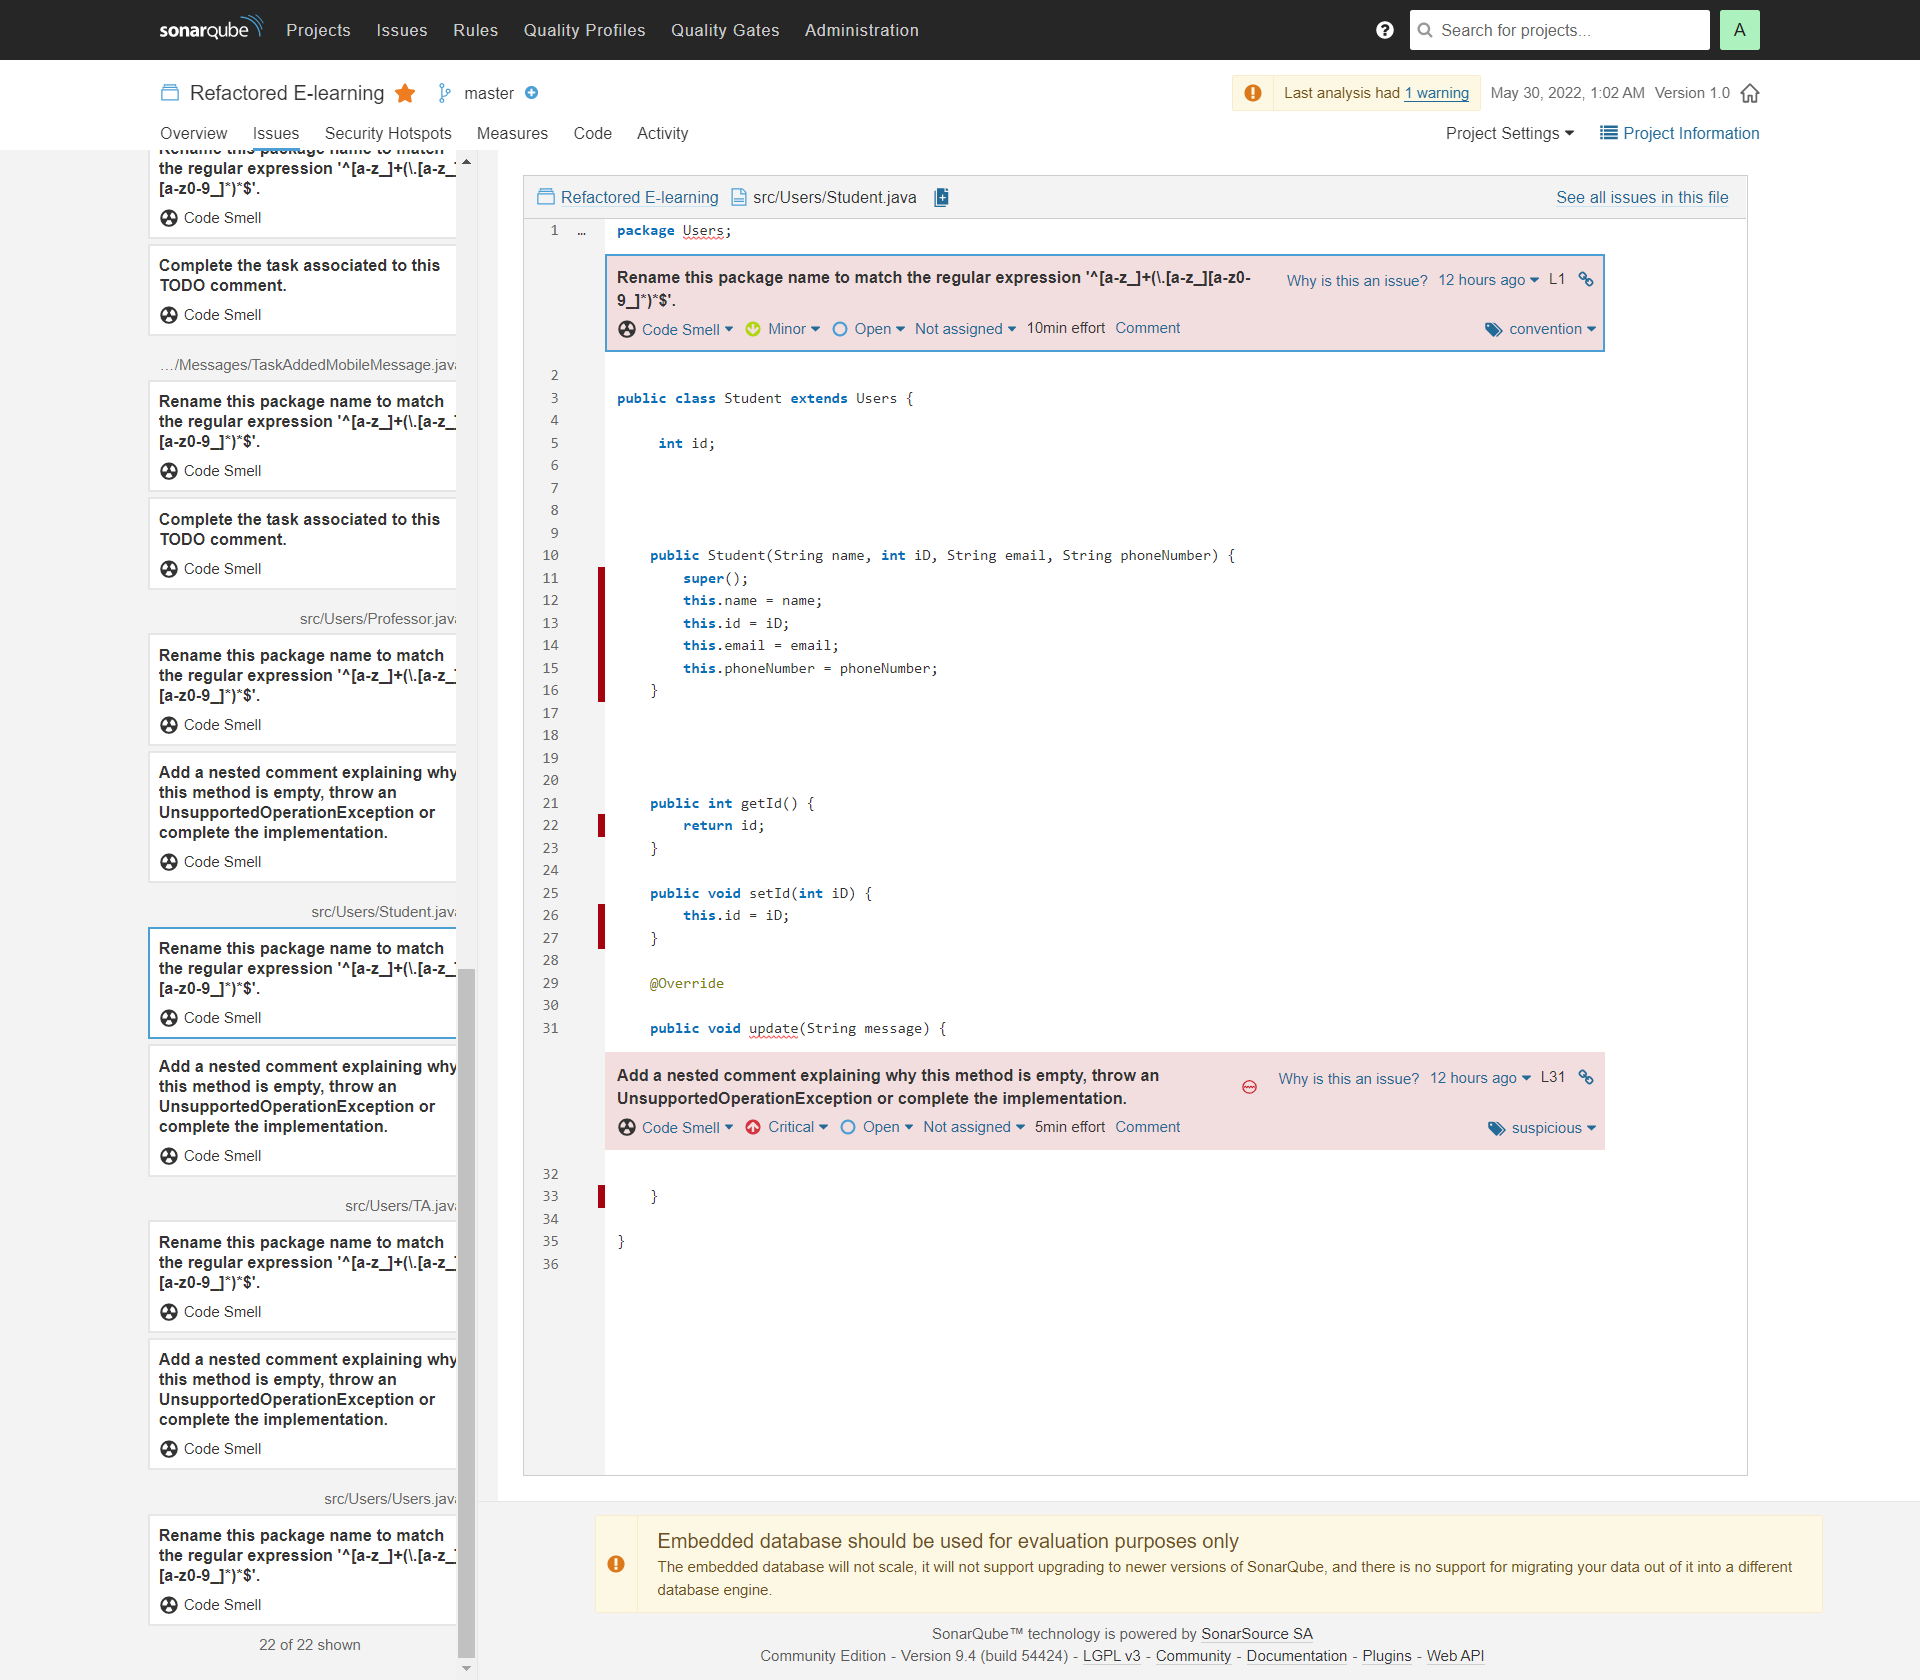 sonarqube Projects Issues Rules Quality Profiles Quality Gates Administration Search for projects... A
Refactored E-learning master Last analysis had 1 warning May 30, 2022, 1:02 AM Version 1.0
Overview Issues Security Hotspots Measures Code Activity Project Settings Project Information
Rename this package name to match
the regular expression '^[a-z_]+(\.[a-z_]
[a-z0-9_]*)*$'.
Code Smell
Complete the task associated to this
TODO comment.
Code Smell
…/Messages/TaskAddedMobileMessage.java
Rename this package name to match
the regular expression '^[a-z_]+(\.[a-z_]
[a-z0-9_]*)*$'.
Code Smell
Complete the task associated to this
TODO comment.
Code Smell
src/Users/Professor.java
Rename this package name to match
the regular expression '^[a-z_]+(\.[a-z_]
[a-z0-9_]*)*$'.
Code Smell
Add a nested comment explaining why
this method is empty, throw an
UnsupportedOperationException or
complete the implementation.
Code Smell
src/Users/Student.java
Rename this package name to match
the regular expression '^[a-z_]+(\.[a-z_]
[a-z0-9_]*)*$'.
Code Smell
Add a nested comment explaining why
this method is empty, throw an
UnsupportedOperationException or
complete the implementation.
Code Smell
src/Users/TA.java
Rename this package name to match
the regular expression '^[a-z_]+(\.[a-z_]
[a-z0-9_]*)*$'.
Code Smell
Add a nested comment explaining why
this method is empty, throw an
UnsupportedOperationException or
complete the implementation.
Code Smell
src/Users/Users.java
Rename this package name to match
the regular expression '^[a-z_]+(\.[a-z_]
[a-z0-9_]*)*$'.
Code Smell
22 of 22 shown
Refactored E-learning src/Users/Student.java See all issues in this file
1 … package Users;
Rename this package name to match the regular expression '^[a-z_]+(\.[a-z_][a-z0-
9_]*)*$'. Why is this an issue? 12 hours ago L1
Code Smell Minor Open Not assigned 10min effort Comment convention
2
3 public class Student extends Users {
4
5 int id;
6
7
8
9
10 public Student(String name, int iD, String email, String phoneNumber) {
11 super();
12 this.name = name;
13 this.id = iD;
14 this.email = email;
15 this.phoneNumber = phoneNumber;
16 }
17
18
19
20
21 public int getId() {
22 return id;
23 }
24
25 public void setId(int iD) {
26 this.id = iD;
27 }
28
29 @Override
30
31 public void update(String message) {
Add a nested comment explaining why this method is empty, throw an
UnsupportedOperationException or complete the implementation. Why is this an issue? 12 hours ago L31
Code Smell Critical Open Not assigned 5min effort Comment suspicious
32
33 }
34
35 }
36
Embedded database should be used for evaluation purposes only
The embedded database will not scale, it will not support upgrading to newer versions of SonarQube, and there is no support for migrating your data out of it into a different
database engine.
SonarQube™ technology is powered by SonarSource SA
Community Edition - Version 9.4 (build 54424) - LGPL v3 - Community - Documentation - Plugins - Web API